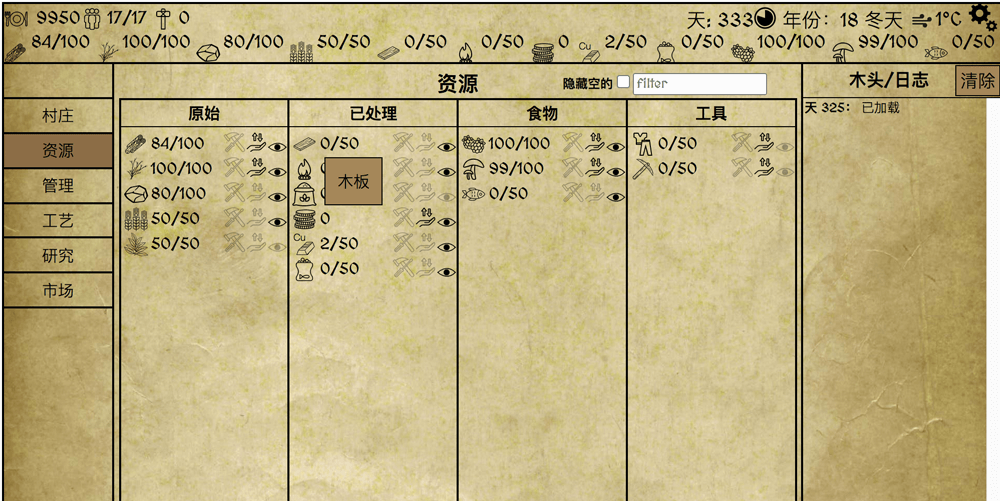 9950 17/17 0 天: 333 年份: 18 冬天 1°C
84/100 100/100 80/100 50/50 0/50 0/50 0 Cu 2/50 0/50 100/100 99/100 0/50
资源 隐藏空的 filter
木头/日志 清除
天 325: 已加载
村庄
资源
管理
工艺
研究
市场
原始 已处理 食物 工具
84/100 0/50 100/100 0/50
100/100 99/100 0/50
80/100 0/50
木板
50/50 0
50/50 Cu 2/50
0/50